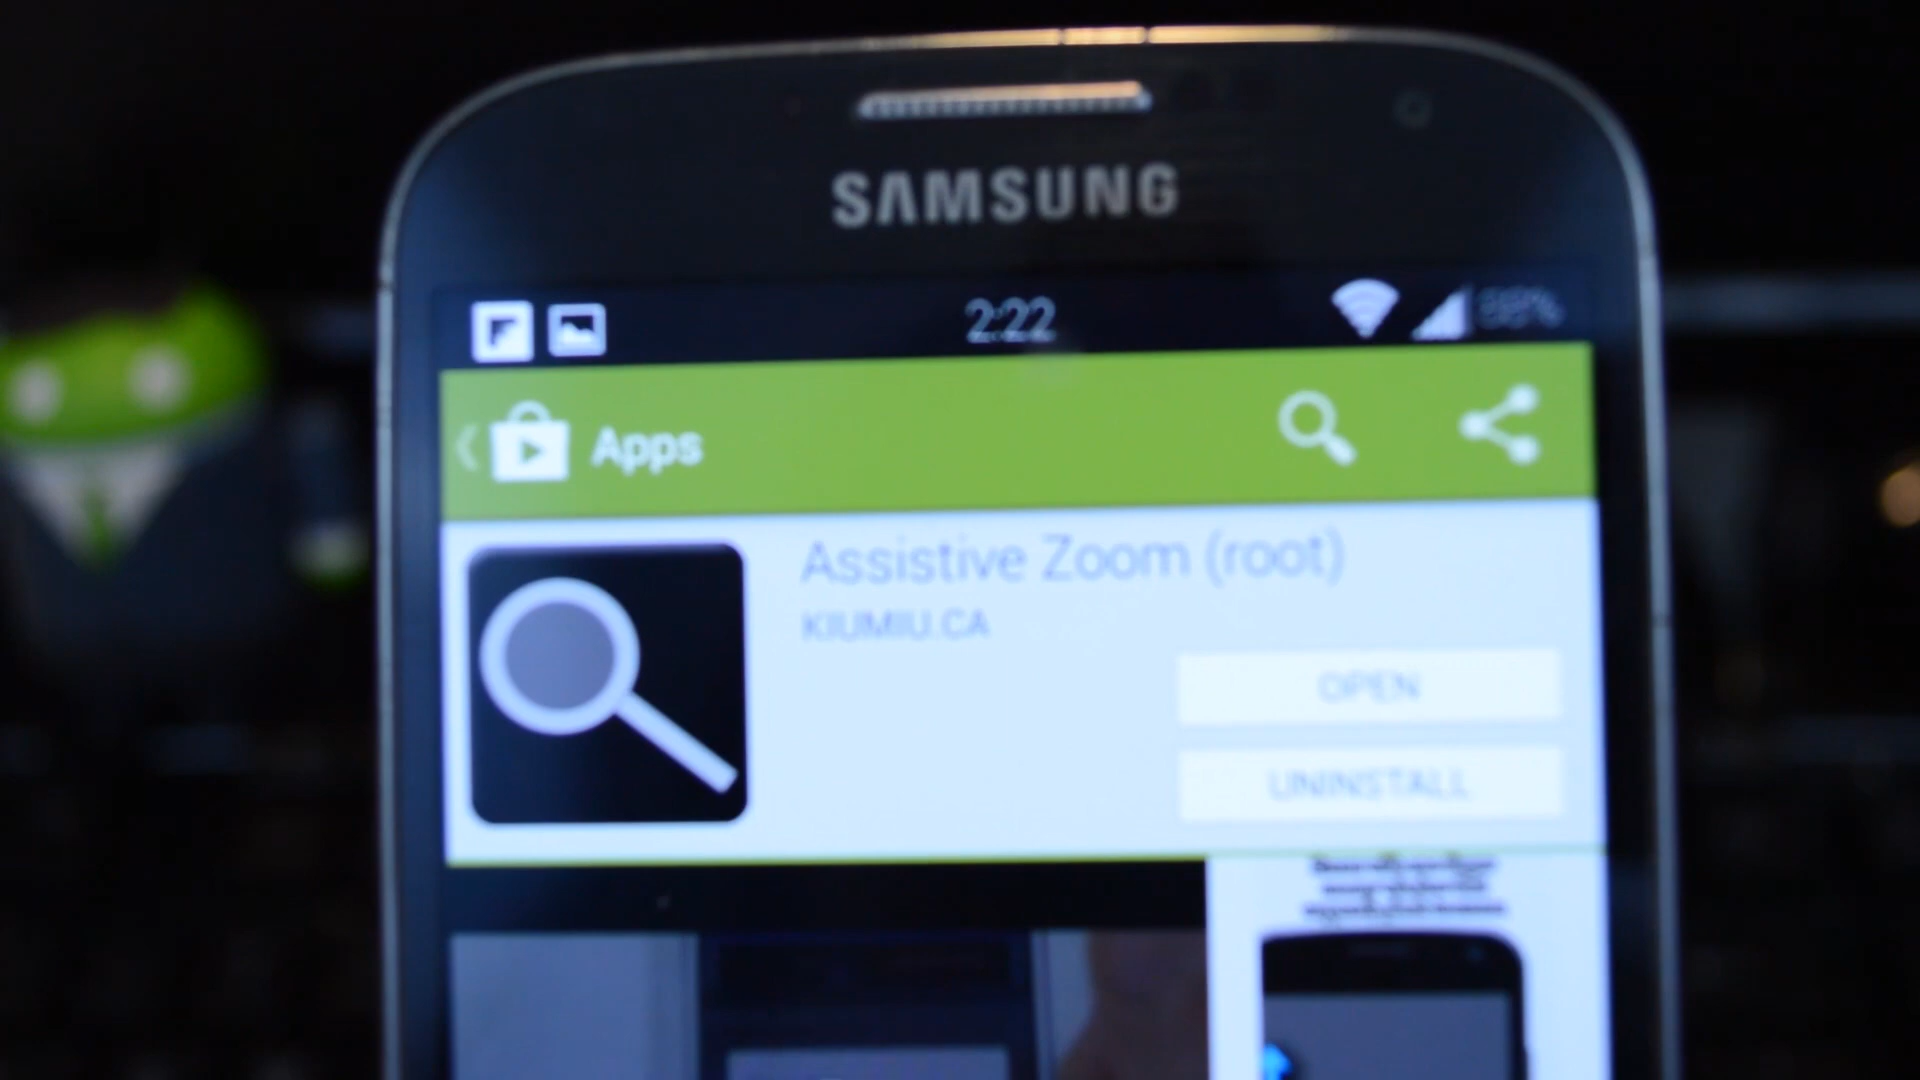 SAMSUNG
2:22
Apps
Assistive Zoom (root)
KIUMIU.CA
OPEN
UNINSTALL